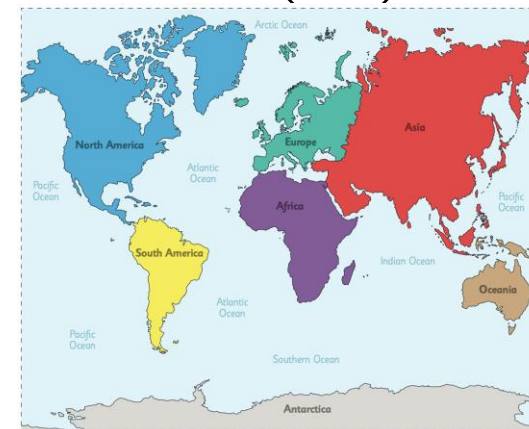 Arctic Ocean
North America
Europe
Asia
Atlantic
Ocean
Pacific
Ocean
Africa
Pacific
Ocean
South America
Indian Ocean
Oceania
Atlantic
Ocean
Pacific
Ocean
Southern Ocean
Antarctica